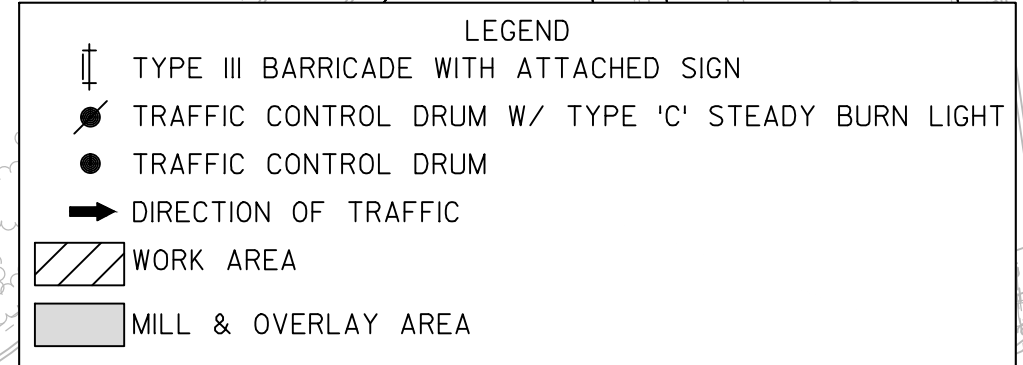 LEGEND
TYPE III BARRICADE WITH ATTACHED SIGN
TRAFFIC CONTROL DRUM W/ TYPE 'C' STEADY BURN LIGHT
TRAFFIC CONTROL DRUM
DIRECTION OF TRAFFIC
WORK AREA
MILL & OVERLAY AREA